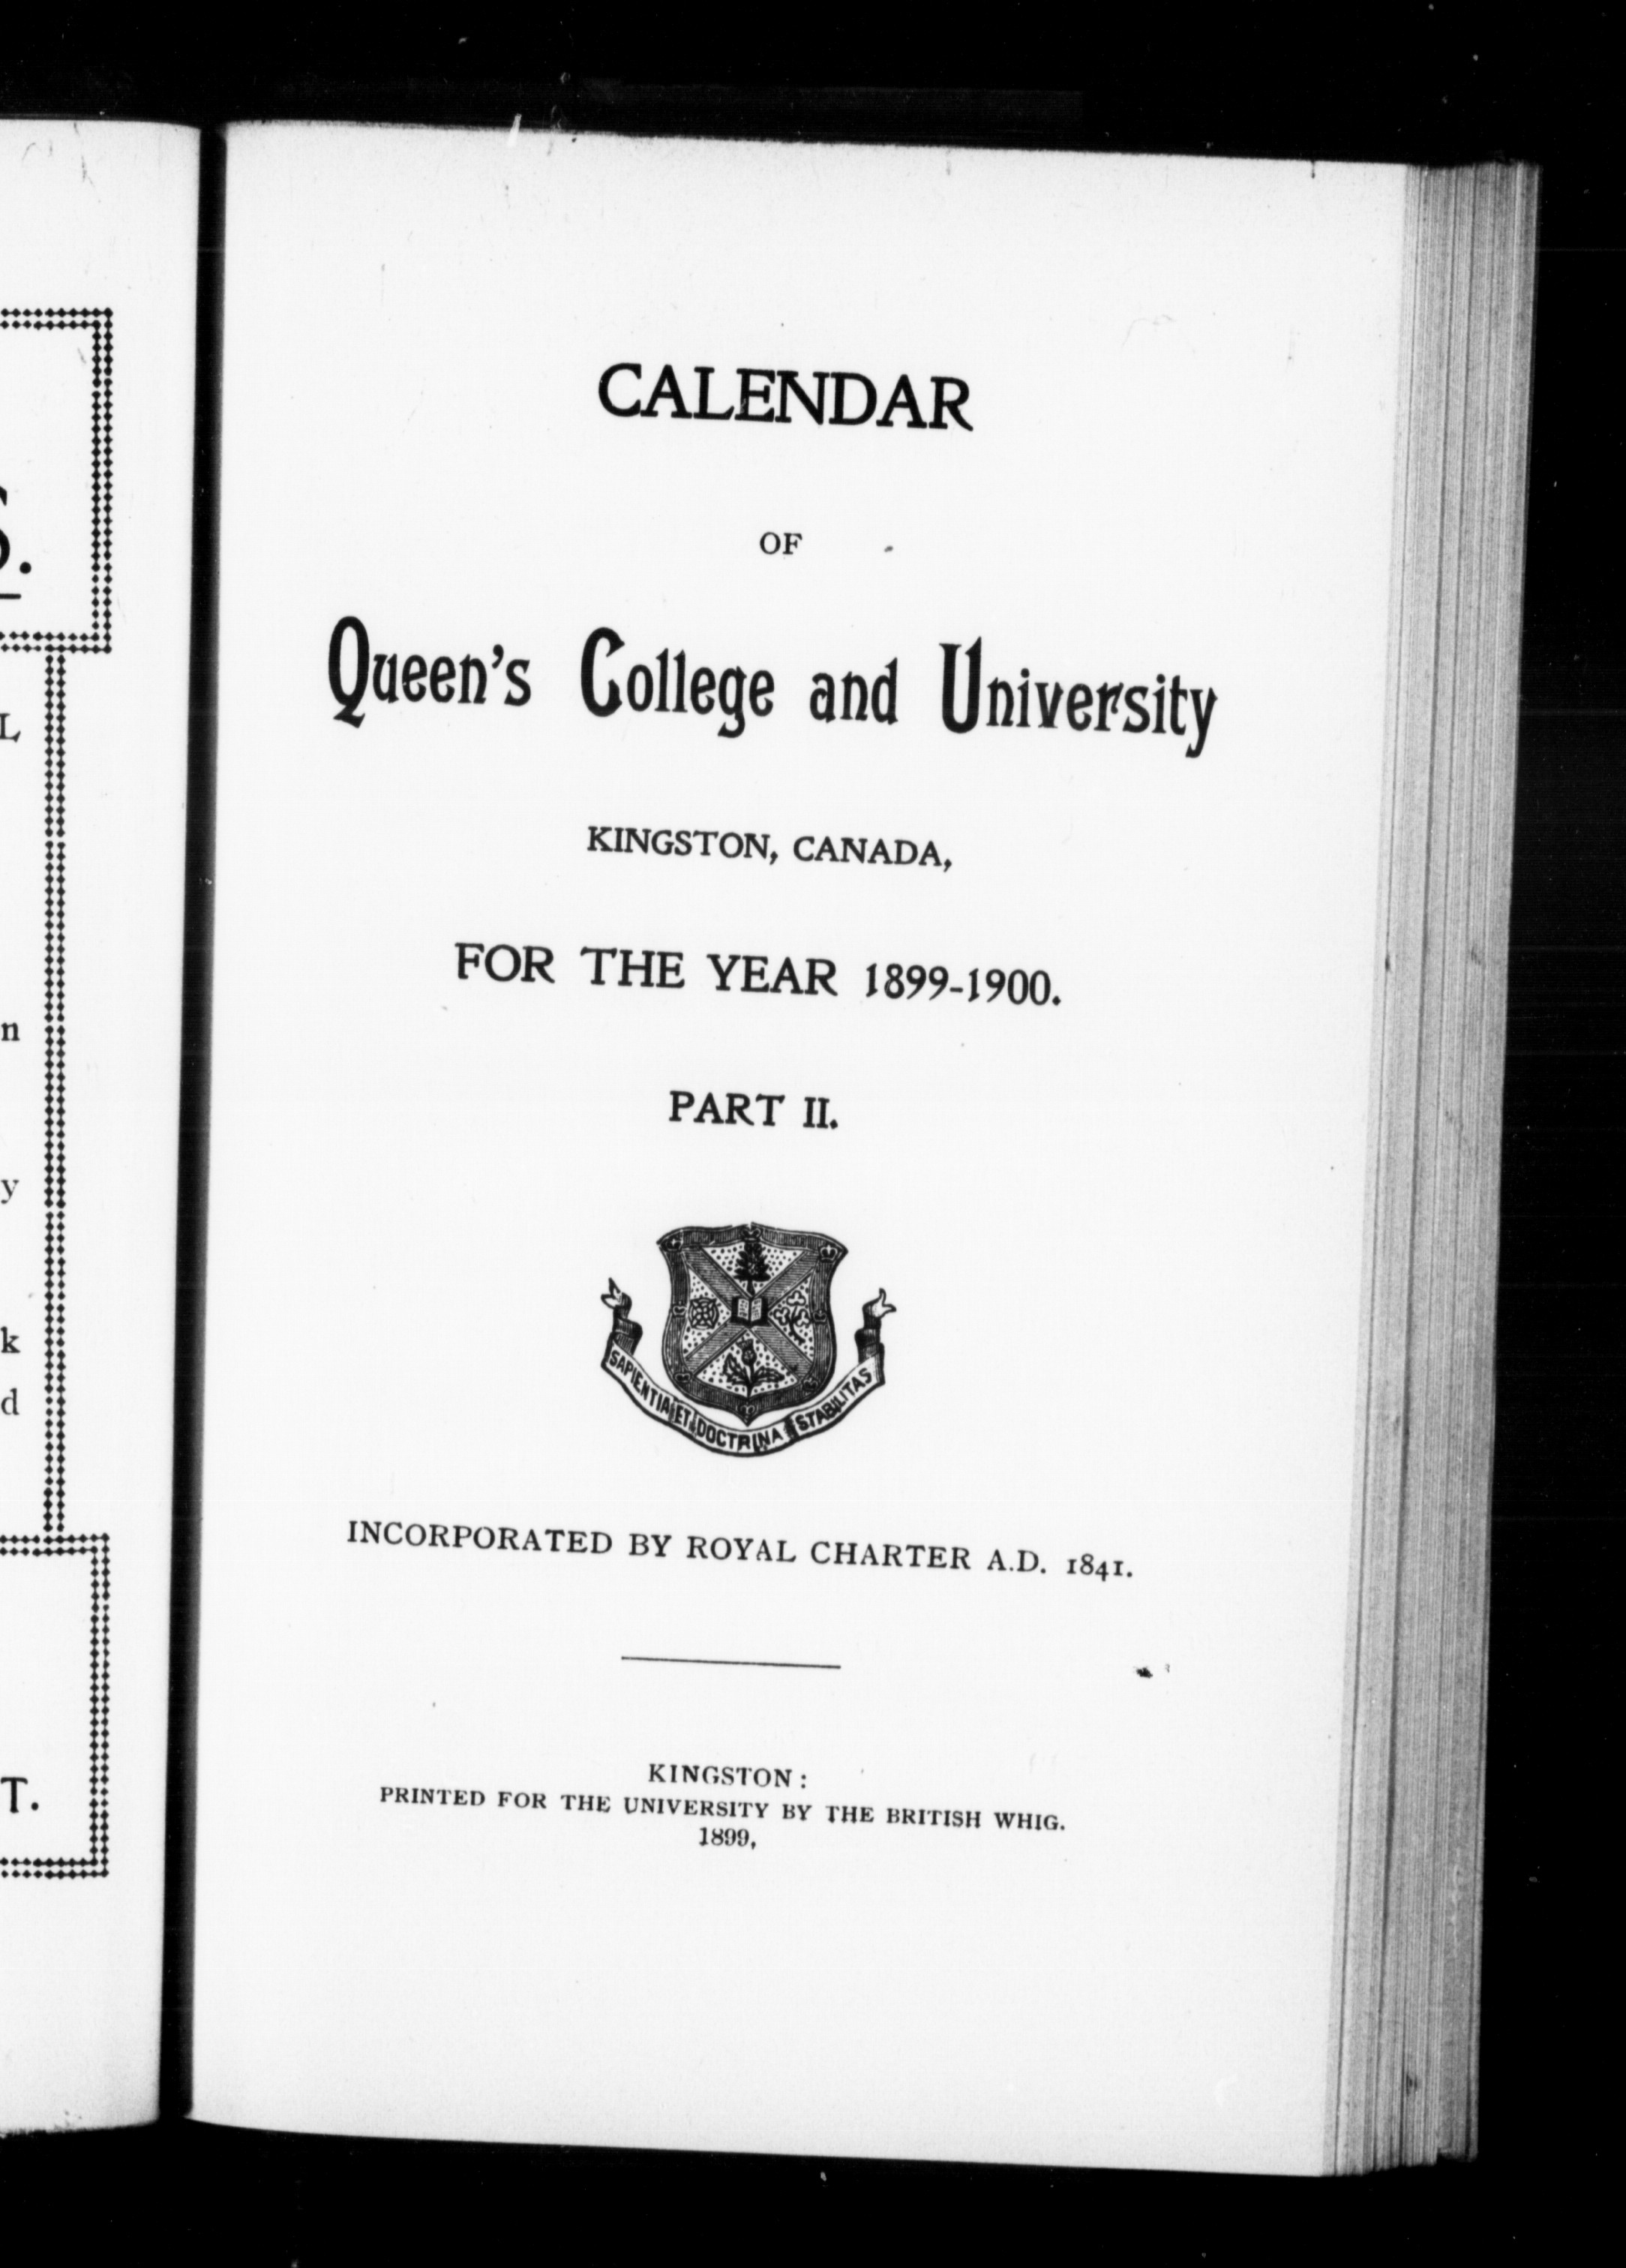 CALENDAR
OF
Queen's College and University
KINGSTON, CANADA,
FOR THE YEAR 1899-1900.
PART II.
SAPIENTIA ET DOCTRINA STABILITAS
INCORPORATED BY ROYAL CHARTER A.D. 1841.
KINGSTON:
PRINTED FOR THE UNIVERSITY BY THE BRITISH WHIG.
1899,